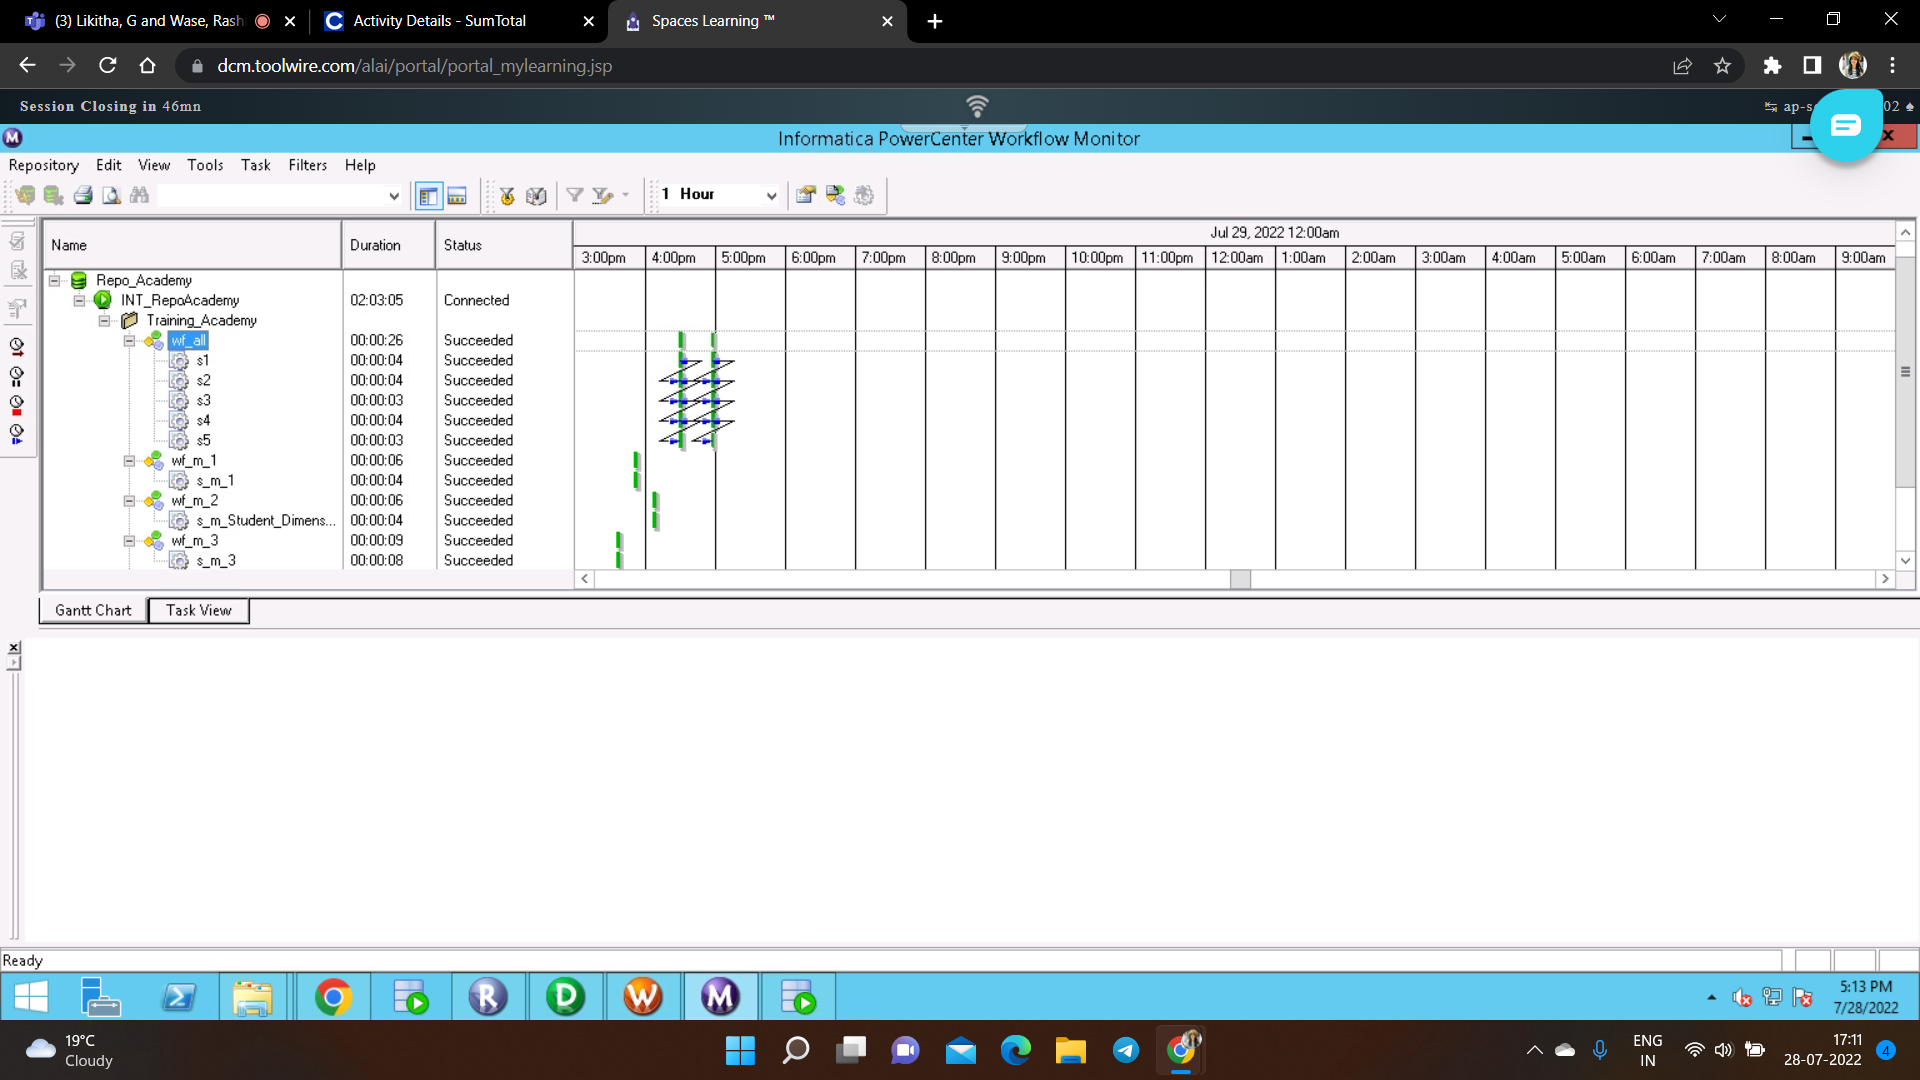 (3) Likitha, G and Wase, Rash
Activity Details - SumTotal
Spaces Learning ™
dcm.toolwire.com/alai/portal/portal_mylearning.jsp
Session Closing in 46mn
02
M
Informatica PowerCenter Workflow Monitor
Repository Edit View Tools Task Filters Help
1 Hour
Name Duration Status
Jul 29, 2022 12:00am
3:00pm 4:00pm 5:00pm 6:00pm 7:00pm 8:00pm 9:00pm 10:00pm 11:00pm 12:00am 1:00am 2:00am 3:00am 4:00am 5:00am 6:00am 7:00am 8:00am 9:00am
Repo_Academy
INT_RepoAcademy 02:03:05 Connected
Training_Academy
wf_all 00:00:26 Succeeded
s1 00:00:04 Succeeded
s2 00:00:04 Succeeded
s3 00:00:03 Succeeded
s4 00:00:04 Succeeded
s5 00:00:03 Succeeded
wf_m_1 00:00:06 Succeeded
s_m_1 00:00:04 Succeeded
wf_m_2 00:00:06 Succeeded
s_m_Student_Dimens... 00:00:04 Succeeded
wf_m_3 00:00:09 Succeeded
s_m_3 00:00:08 Succeeded
Gantt Chart Task View
Ready
R D W M
5:13 PM
7/28/2022
19°C
Cloudy
ENG
IN
17:11
28-07-2022
4